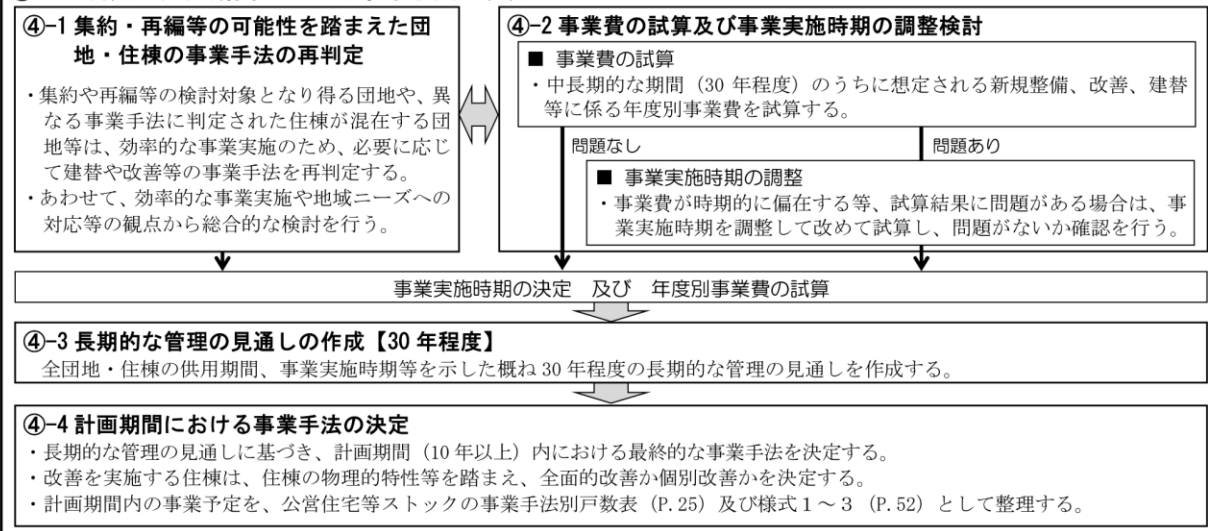 ④-1 集約・再編等の可能性を踏まえた団
地・住棟の事業手法の再判定
・集約や再編等の検討対象となり得る団地や、異
なる事業手法に判定された住棟が混在する団
地等は、効率的な事業実施のため、必要に応じ
て建替や改善等の事業手法を再判定する。
・あわせて、効率的な事業実施や地域ニーズへの
対応等の観点から総合的な検討を行う。
④-2 事業費の試算及び事業実施時期の調整検討
■ 事業費の試算
・中長期的な期間（30 年程度）のうちに想定される新規整備、改善、建替
等に係る年度別事業費を試算する。
問題なし
問題あり
■ 事業実施時期の調整
・事業費が時期的に偏在する等、試算結果に問題がある場合は、事
業実施時期を調整して改めて試算し、問題がないか確認を行う。
事業実施時期の決定　及び　年度別事業費の試算
④-3 長期的な管理の見通しの作成【30 年程度】
全団地・住棟の供用期間、事業実施時期等を示した概ね 30 年程度の長期的な管理の見通しを作成する。
④-4 計画期間における事業手法の決定
・長期的な管理の見通しに基づき、計画期間（10 年以上）内における最終的な事業手法を決定する。
・改善を実施する住棟は、住棟の物理的特性等を踏まえ、全面的改善か個別改善かを決定する。
・計画期間内の事業予定を、公営住宅等ストックの事業手法別戸数表（P.25）及び様式１～３（P.52）として整理する。